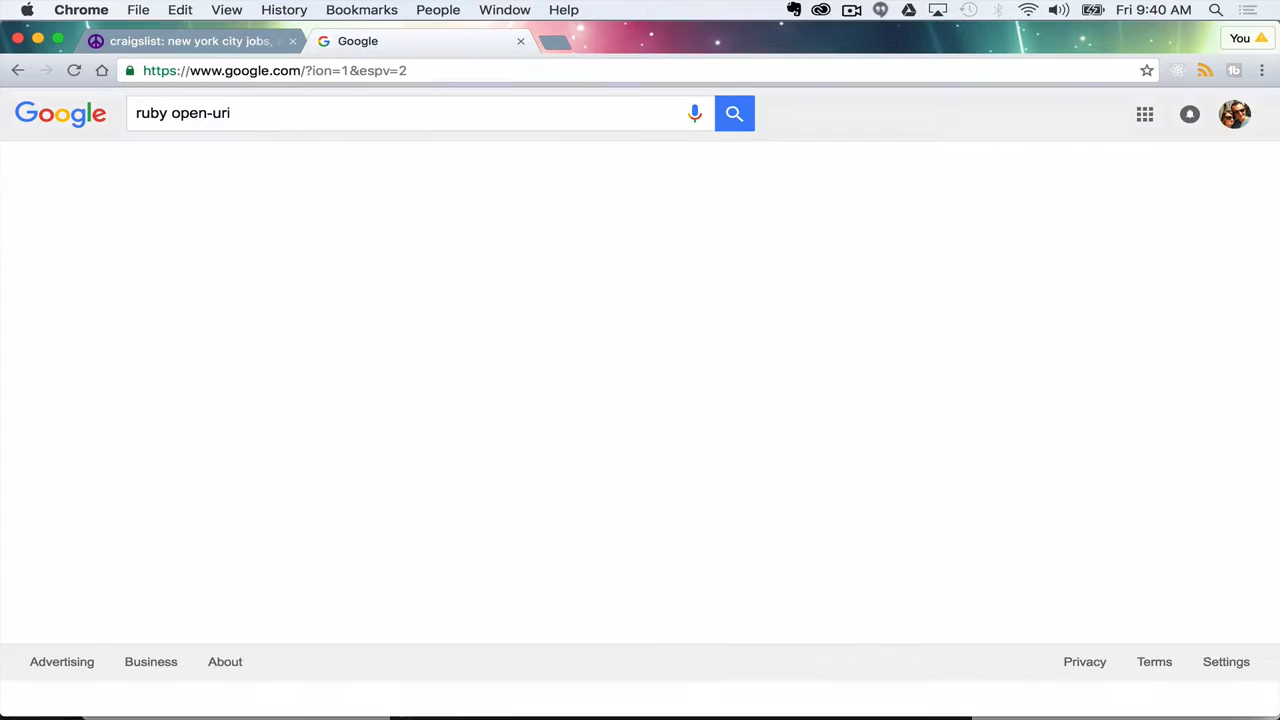 Chrome File Edit View History Bookmarks People Window Help Fri 9:40 AM
craigslist: new york city jobs, Google You
https://www.google.com/?ion=1&espv=2
Google ruby open-uri
Advertising Business About Privacy Terms Settings